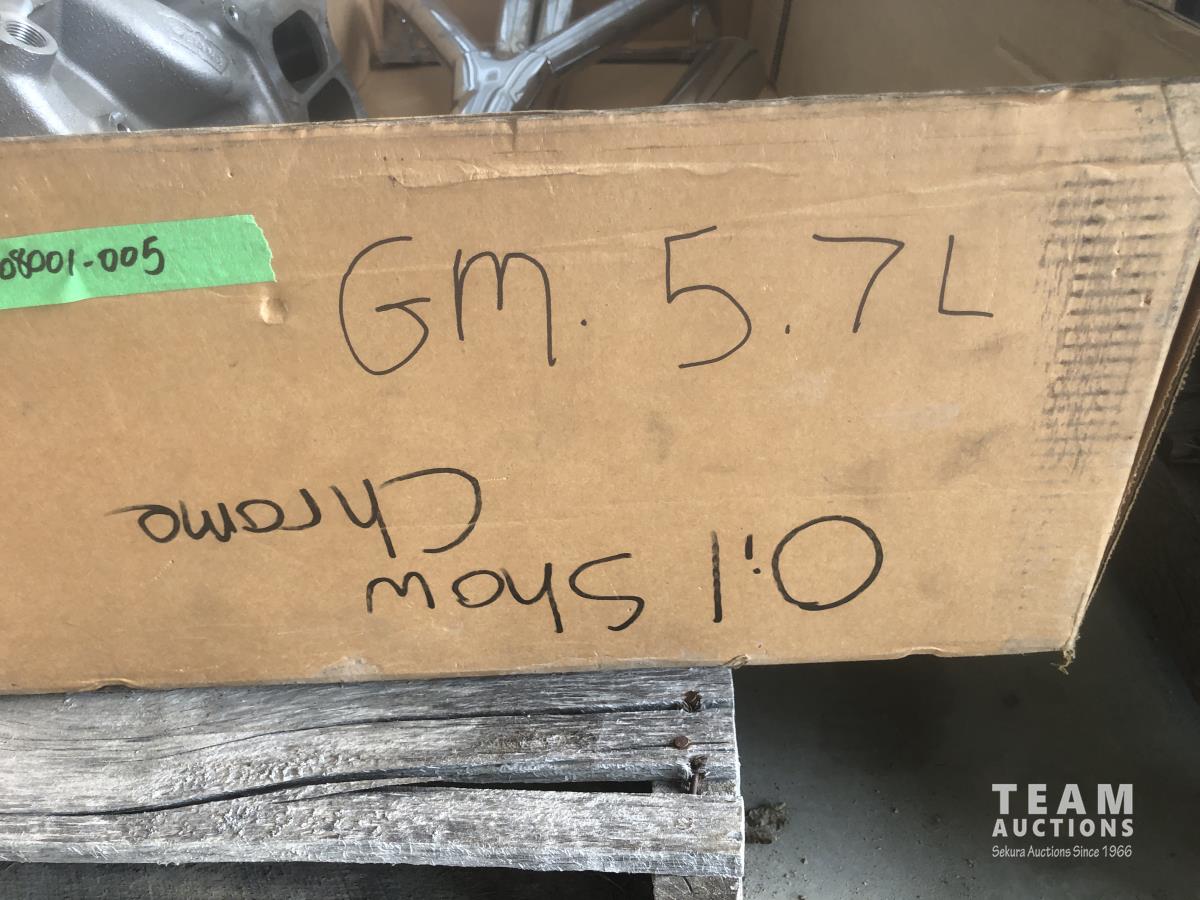 08001-005
GM. 5.7L
Oil Show
Chrome
TEAM
AUCTIONS
Sekura Auctions Since 1966